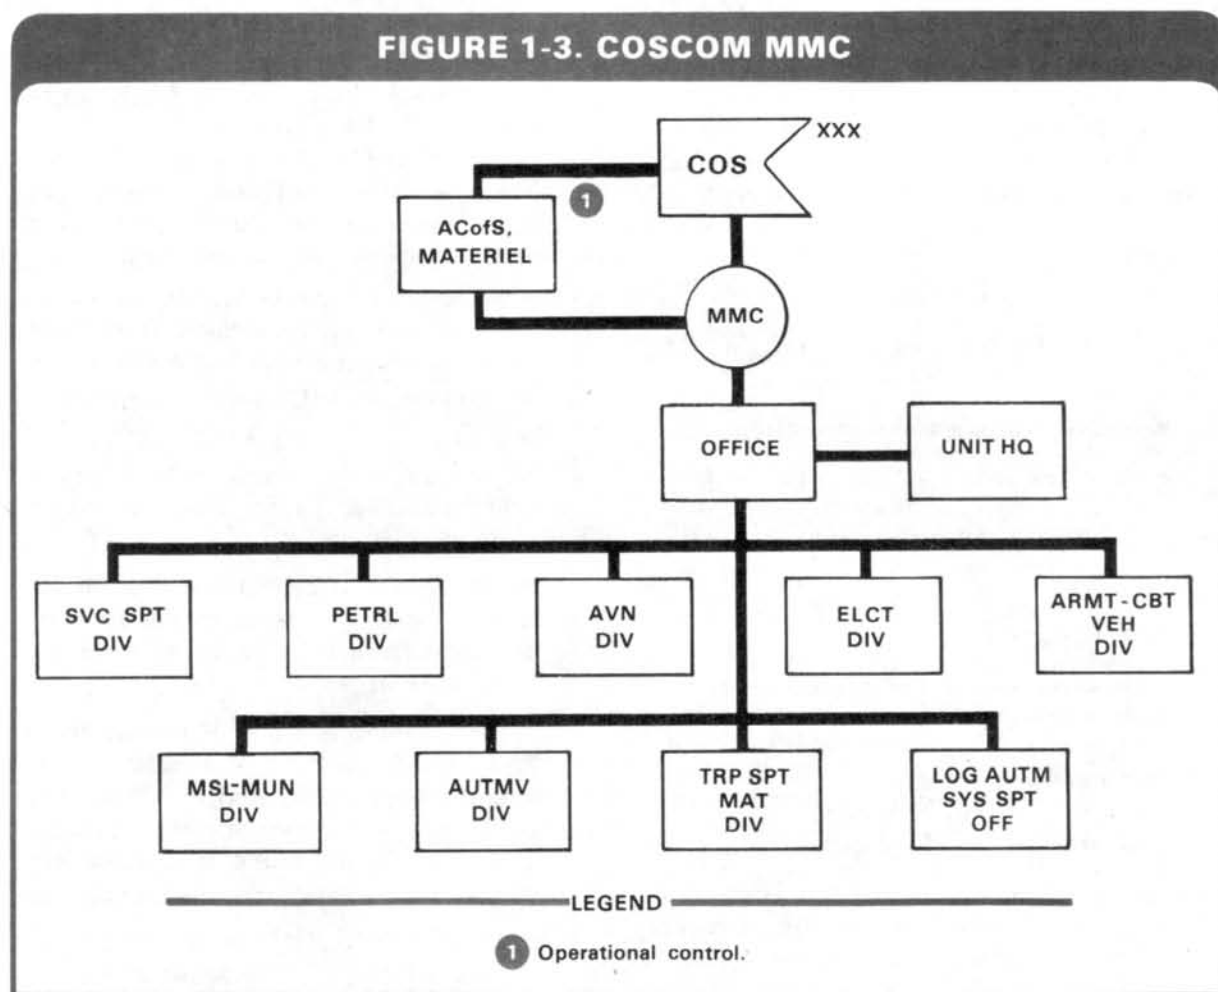 FIGURE 1-3. COSCOM MMC
XXX
COS
1
ACofS,
MATERIEL
MMC
OFFICE
UNIT HQ
SVC SPT
DIV
PETRL
DIV
AVN
DIV
ELCT
DIV
ARMT-CBT
VEH
DIV
MSL-MUN
DIV
AUTMV
DIV
TRP SPT
MAT
DIV
LOG AUTM
SYS SPT
OFF
LEGEND
1 Operational control.